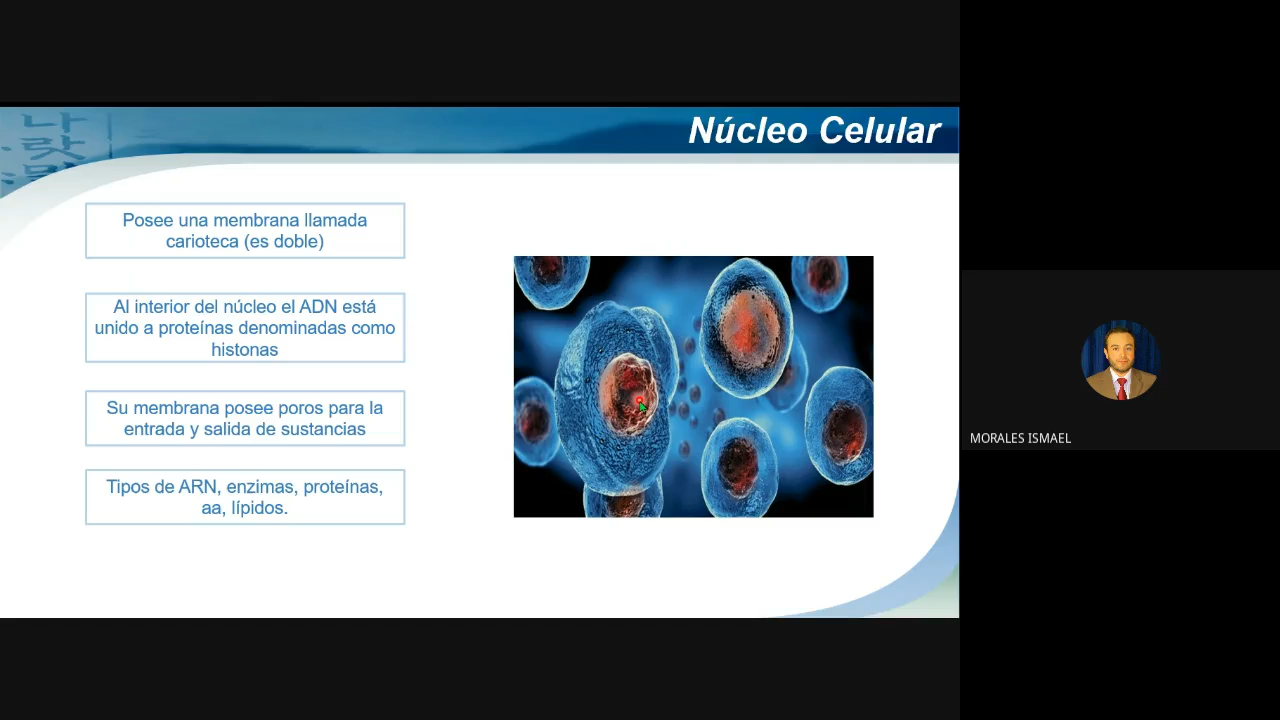 나
랏
Núcleo Celular
Posee una membrana llamada
carioteca (es doble)
Al interior del núcleo el ADN está
unido a proteínas denominadas como
histonas
Su membrana posee poros para la
entrada y salida de sustancias
Tipos de ARN, enzimas, proteínas,
aa, lípidos.
MORALES ISMAEL